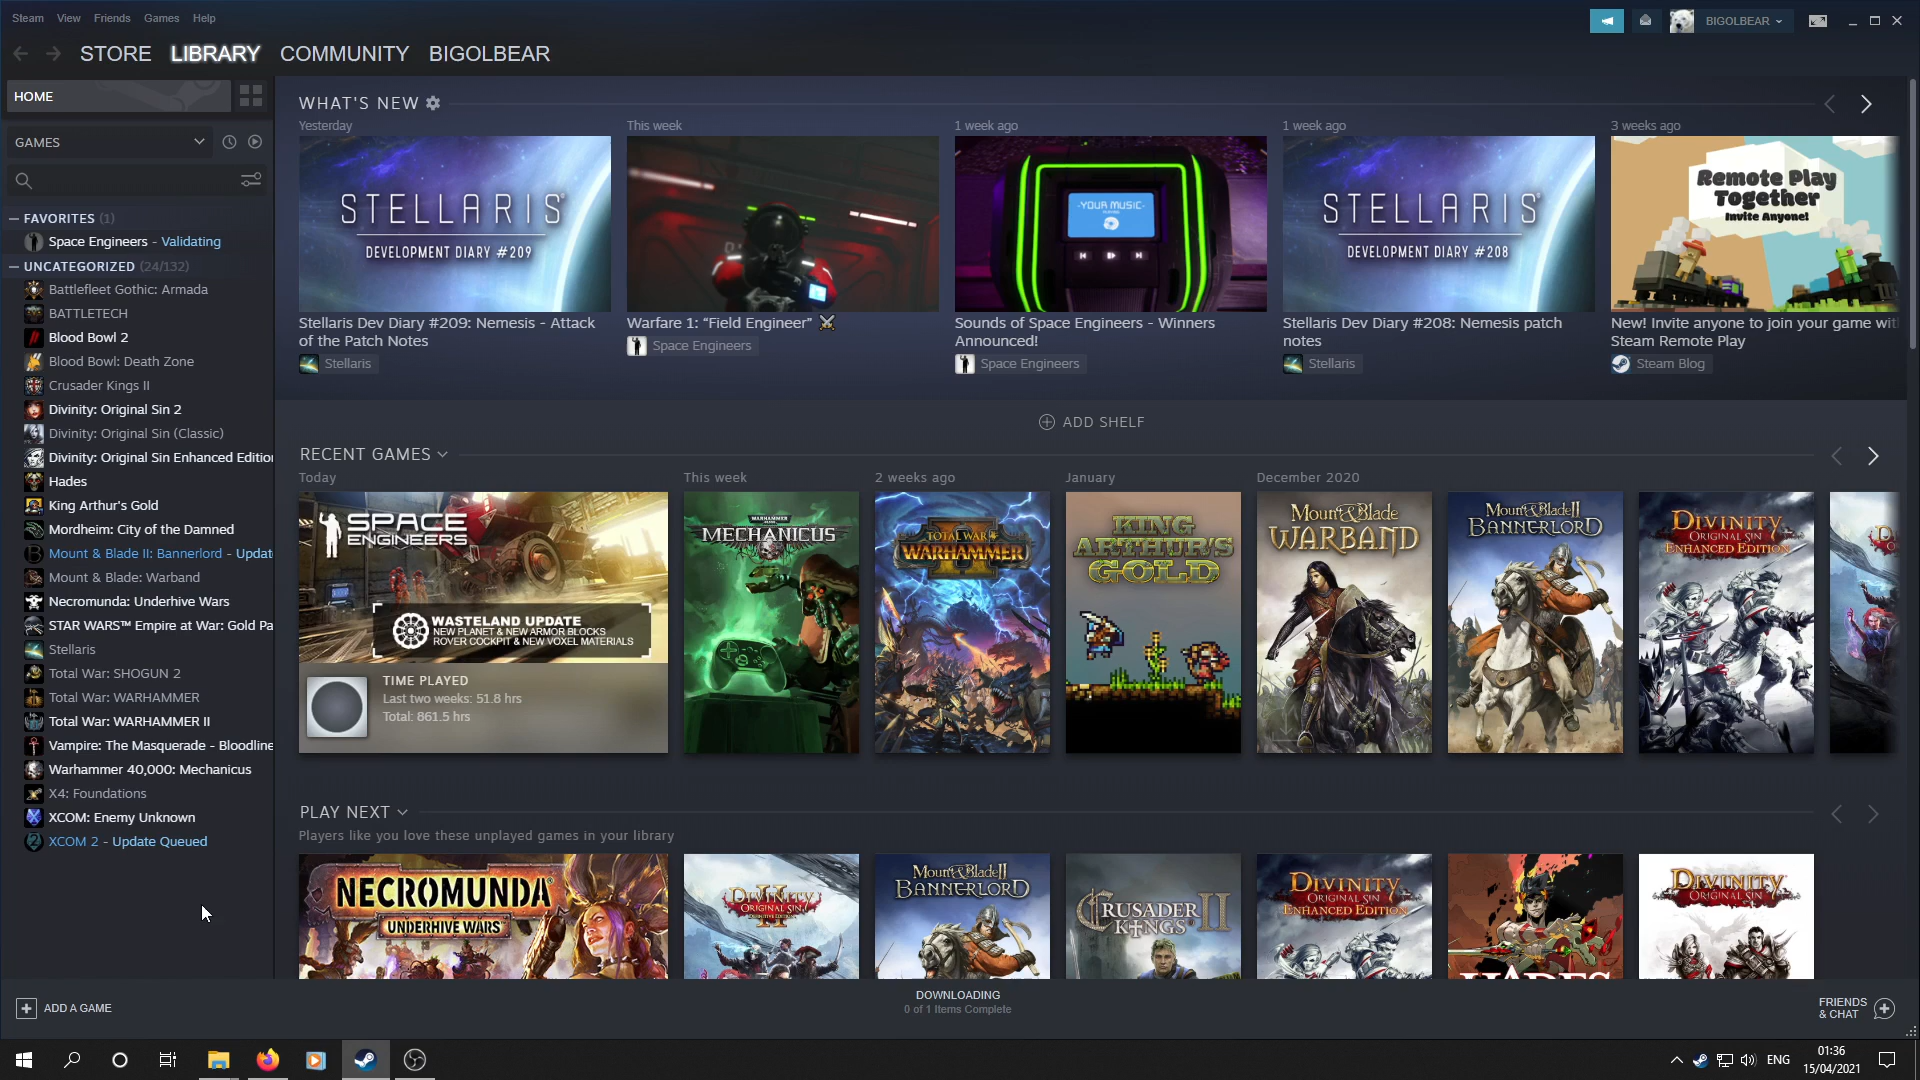 Steam View Friends Games Help
BIGOLBEAR
STORE LIBRARY COMMUNITY BIGOLBEAR
HOME
GAMES
FAVORITES (1)
Space Engineers - Validating
UNCATEGORIZED (24/132)
Battlefleet Gothic: Armada
BATTLETECH
Blood Bowl 2
Blood Bowl: Death Zone
Crusader Kings II
Divinity: Original Sin 2
Divinity: Original Sin (Classic)
Divinity: Original Sin Enhanced Editio
Hades
King Arthur's Gold
Mordheim: City of the Damned
Mount & Blade II: Bannerlord - Updat
Mount & Blade: Warband
Necromunda: Underhive Wars
STAR WARS™ Empire at War: Gold Pa
Stellaris
Total War: SHOGUN 2
Total War: WARHAMMER
Total War: WARHAMMER II
Vampire: The Masquerade - Bloodline
Warhammer 40,000: Mechanicus
X4: Foundations
XCOM: Enemy Unknown
XCOM 2 - Update Queued
ADD A GAME
WHAT'S NEW
Yesterday
STELLARIS
DEVELOPMENT DIARY #209
Stellaris Dev Diary #209: Nemesis - Attack
of the Patch Notes
Stellaris
This week
Warfare 1: “Field Engineer” ⚔
Space Engineers
1 week ago
-YOUR MUSIC-
Sounds of Space Engineers - Winners
Announced!
Space Engineers
1 week ago
STELLARIS
DEVELOPMENT DIARY #208
Stellaris Dev Diary #208: Nemesis patch
notes
Stellaris
3 weeks ago
Remote Play
Together
Invite Anyone!
New! Invite anyone to join your game wit
Steam Remote Play
Steam Blog
ADD SHELF
RECENT GAMES
Today
SPACE
ENGINEERS
WASTELAND UPDATE
NEW PLANET & NEW ARMOR BLOCKS
ROVER COCKPIT & NEW VOXEL MATERIALS
TIME PLAYED
Last two weeks: 51.8 hrs
Total: 861.5 hrs
This week
WARHAMMER
MECHANICUS
2 weeks ago
TOTAL WAR
WARHAMMER
II
January
KING
ARTHUR'S
GOLD
December 2020
Mount & Blade
WARBAND
Mount & Blade II
BANNERLORD
DIVINITY
ORIGINAL SIN
ENHANCED EDITION
PLAY NEXT
Players like you love these unplayed games in your library
NECROMUNDA
UNDERHIVE WARS
DIVINITY
ORIGINAL SIN
II
DEFINITIVE EDITION
Mount & Blade II
BANNERLORD
CRUSADER
KINGS II
DIVINITY
ORIGINAL SIN
ENHANCED EDITION
HADES
DIVINITY
ORIGINAL SIN
DOWNLOADING
0 of 1 Items Complete
FRIENDS
& CHAT
ENG
01:36
15/04/2021